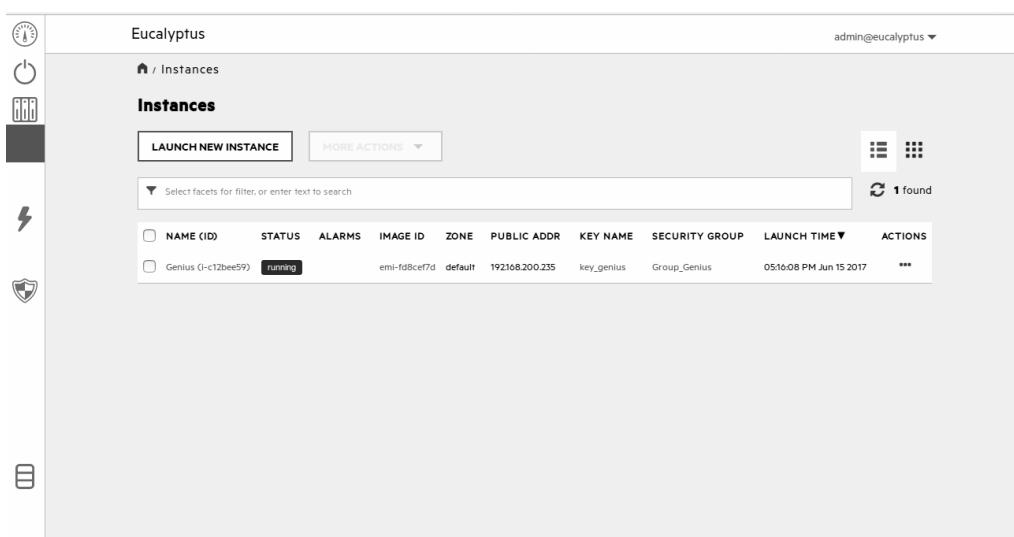 Eucalyptus
admin@eucalyptus
/ Instances
Instances
LAUNCH NEW INSTANCE
MORE ACTIONS
Select facets for filter, or enter text to search
1 found
NAME (ID) STATUS ALARMS IMAGE ID ZONE PUBLIC ADDR KEY NAME SECURITY GROUP LAUNCH TIME ACTIONS
Genius (i-c12bee59) running emi-fd8cef7d default 192.168.200.235 key_genius Group_Genius 05:16:08 PM Jun 15 2017